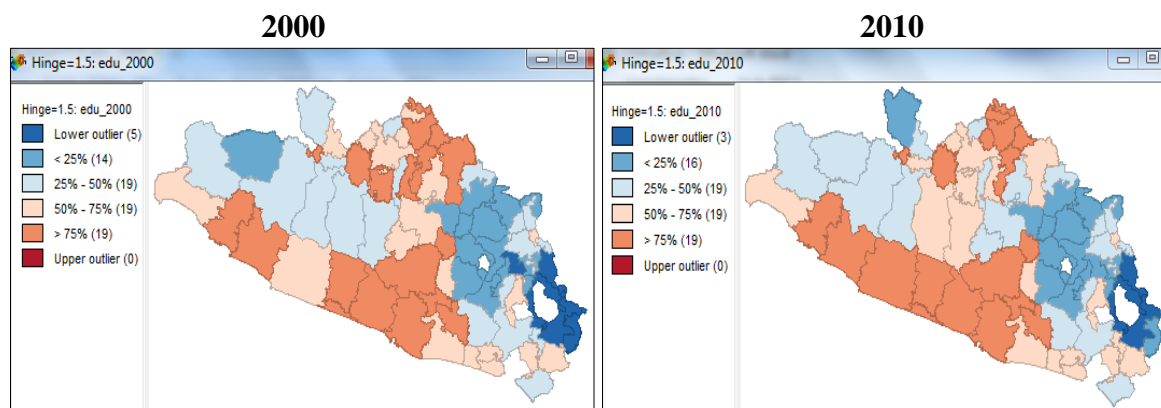 2000
2010
Hinge=1.5: edu_2000
Hinge=1.5: edu_2000
Lower outlier (5)
< 25% (14)
25% - 50% (19)
50% - 75% (19)
> 75% (19)
Upper outlier (0)
Hinge=1.5: edu_2010
Hinge=1.5: edu_2010
Lower outlier (3)
< 25% (16)
25% - 50% (19)
50% - 75% (19)
> 75% (19)
Upper outlier (0)